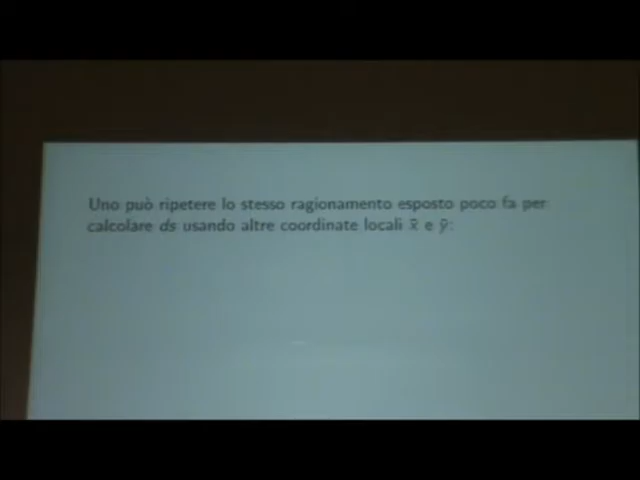 Uno può ripetere lo stesso ragionamento esposto poco fa per
calcolare ds usando altre coordinate locali x̃ e ỹ: